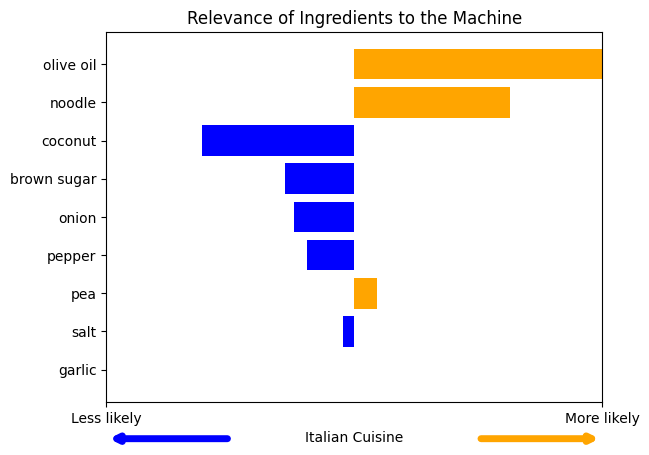 Relevance of Ingredients to the Machine
olive oil
noodle
coconut
brown sugar
onion
pepper
pea
salt
garlic
Less likely
More likely
Italian Cuisine